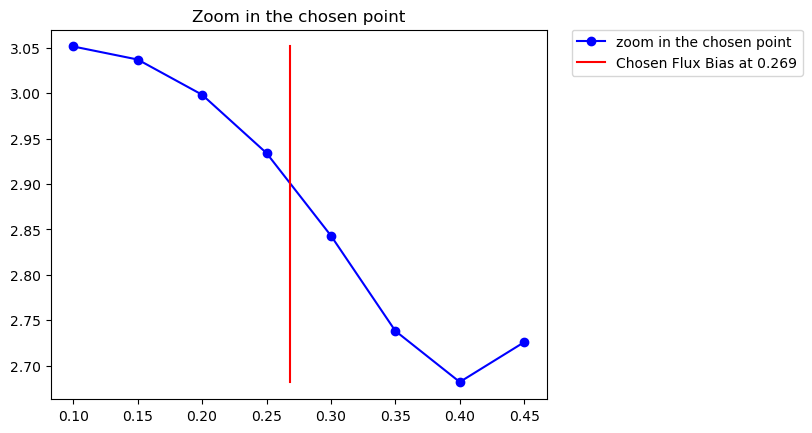 Zoom in the chosen point
zoom in the chosen point
Chosen Flux Bias at 0.269
3.05
3.00
2.95
2.90
2.85
2.80
2.75
2.70
0.10 0.15 0.20 0.25 0.30 0.35 0.40 0.45